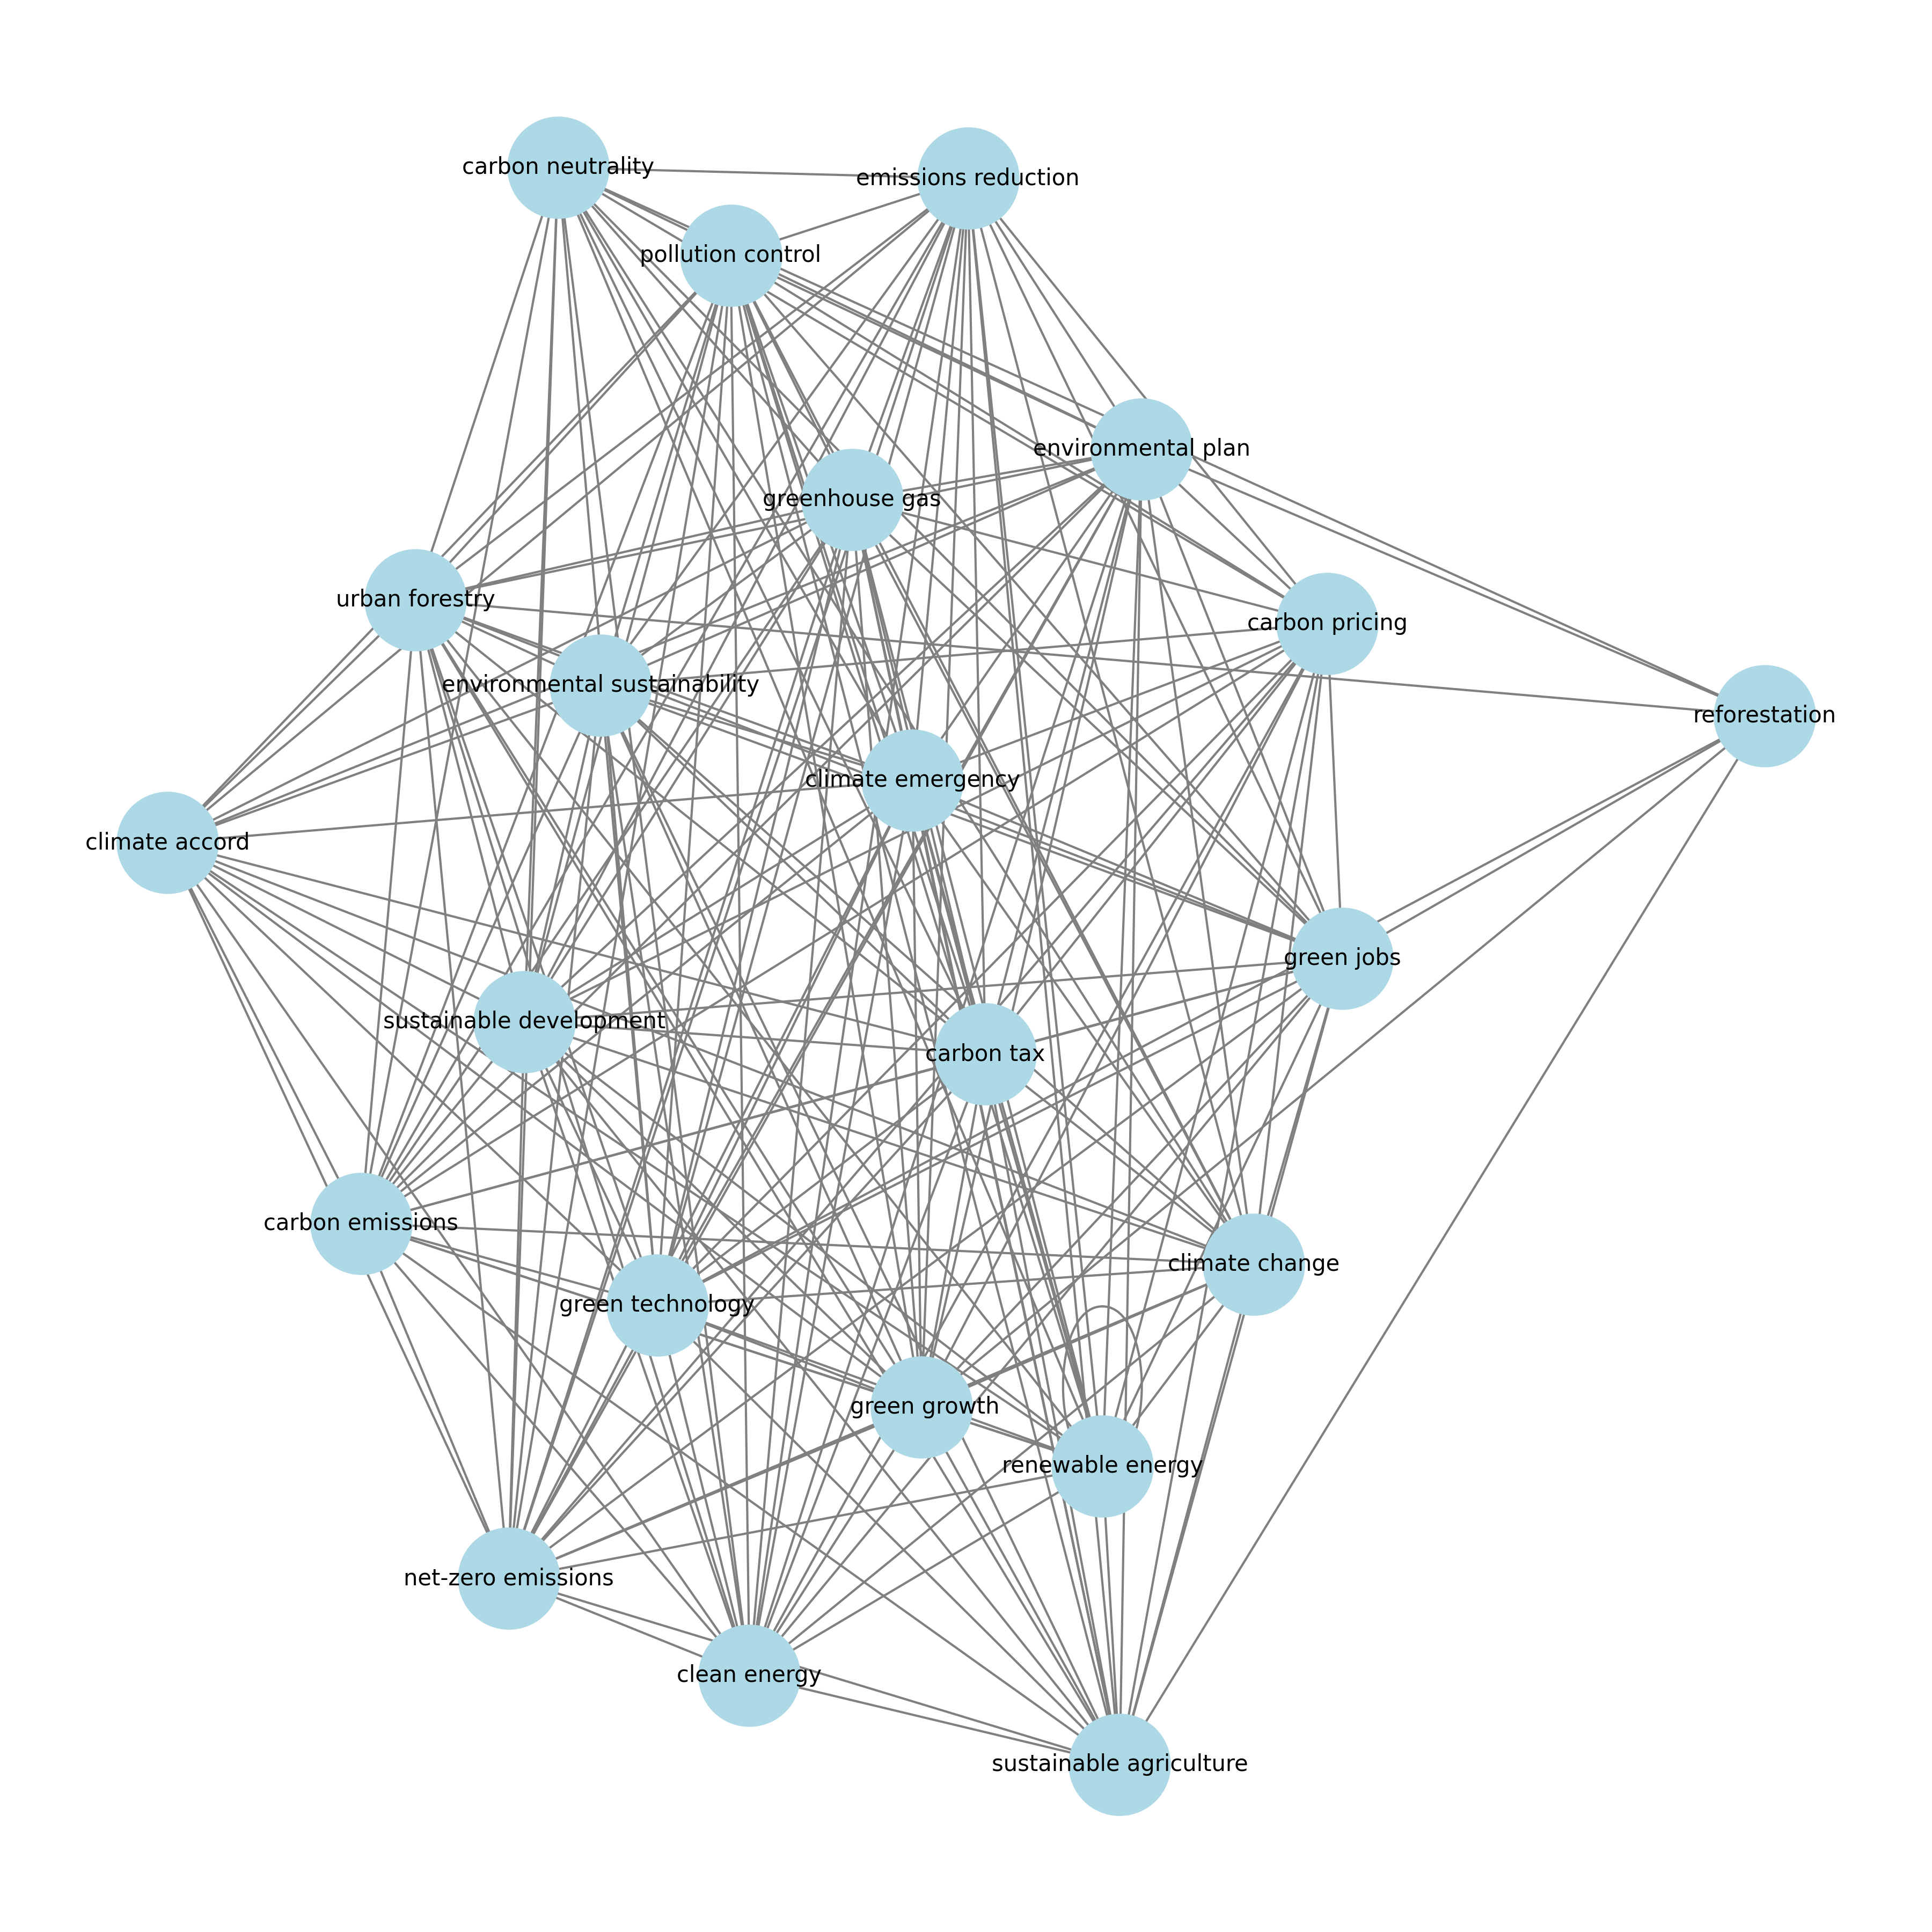 carbon neutrality
emissions reduction
pollution control
environmental plan
greenhouse gas
urban forestry
carbon pricing
environmental sustainability
reforestation
climate emergency
climate accord
green jobs
sustainable development
carbon tax
carbon emissions
climate change
green technology
green growth
renewable energy
net-zero emissions
clean energy
sustainable agriculture